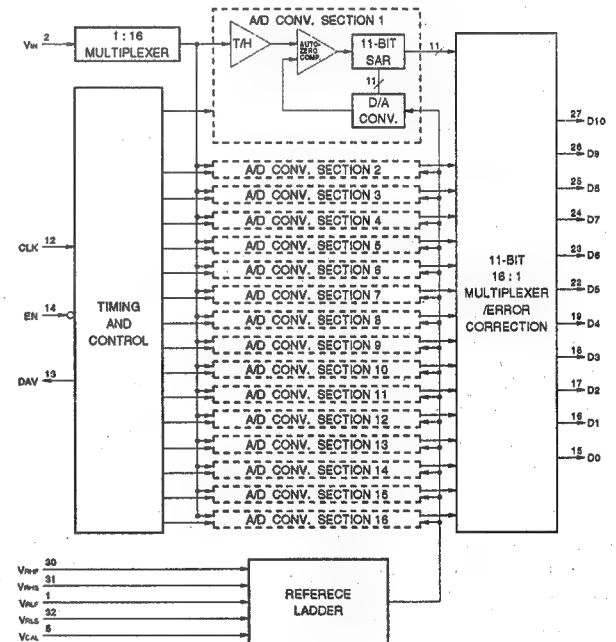 A/D CONV. SECTION 1
VIN 2
1 : 16
MULTIPLEXER
T/H
AUTO-
ZERO
COMP.
11-BIT
SAR
11
11
D/A
CONV.
A/D CONV. SECTION 2
A/D CONV. SECTION 3
A/D CONV. SECTION 4
A/D CONV. SECTION 5
A/D CONV. SECTION 6
A/D CONV. SECTION 7
A/D CONV. SECTION 8
A/D CONV. SECTION 9
A/D CONV. SECTION 10
A/D CONV. SECTION 11
A/D CONV. SECTION 12
A/D CONV. SECTION 13
A/D CONV. SECTION 14
A/D CONV. SECTION 15
A/D CONV. SECTION 16
CLK 12
EN 14
DAV 13
TIMING
AND
CONTROL
11-BIT
16 : 1
MULTIPLEXER
/ERROR
CORRECTION
27 D10
26 D9
25 D8
24 D7
23 D6
22 D5
19 D4
18 D3
17 D2
16 D1
15 D0
VRHF 30
VRHS 31
VRLF 1
VRLS 32
VCAL 5
REFERECE
LADDER